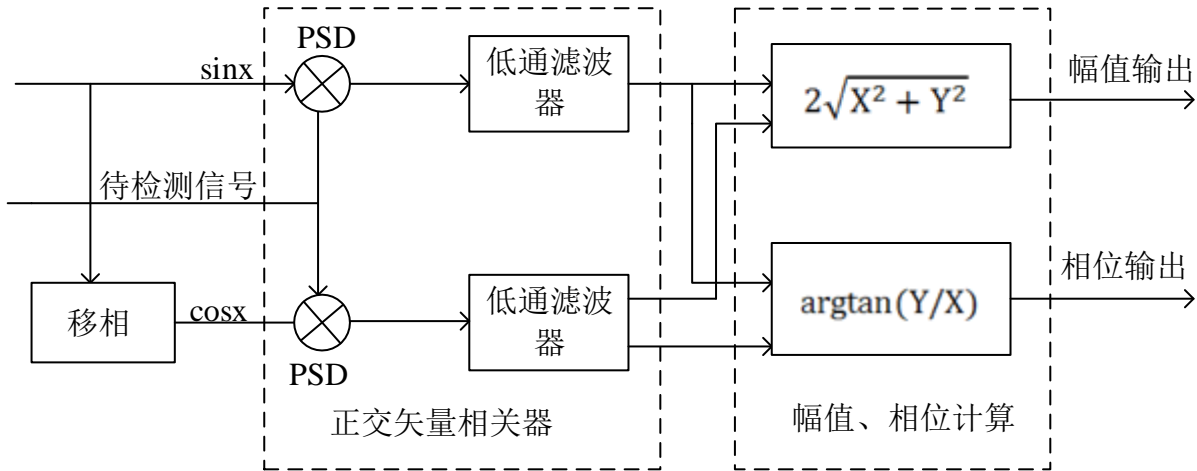 PSD
sinx
低通滤波
器
2√X² + Y²
幅值输出
待检测信号
移相
cosx
PSD
低通滤波
器
argtan(Y/X)
相位输出
正交矢量相关器
幅值、相位计算